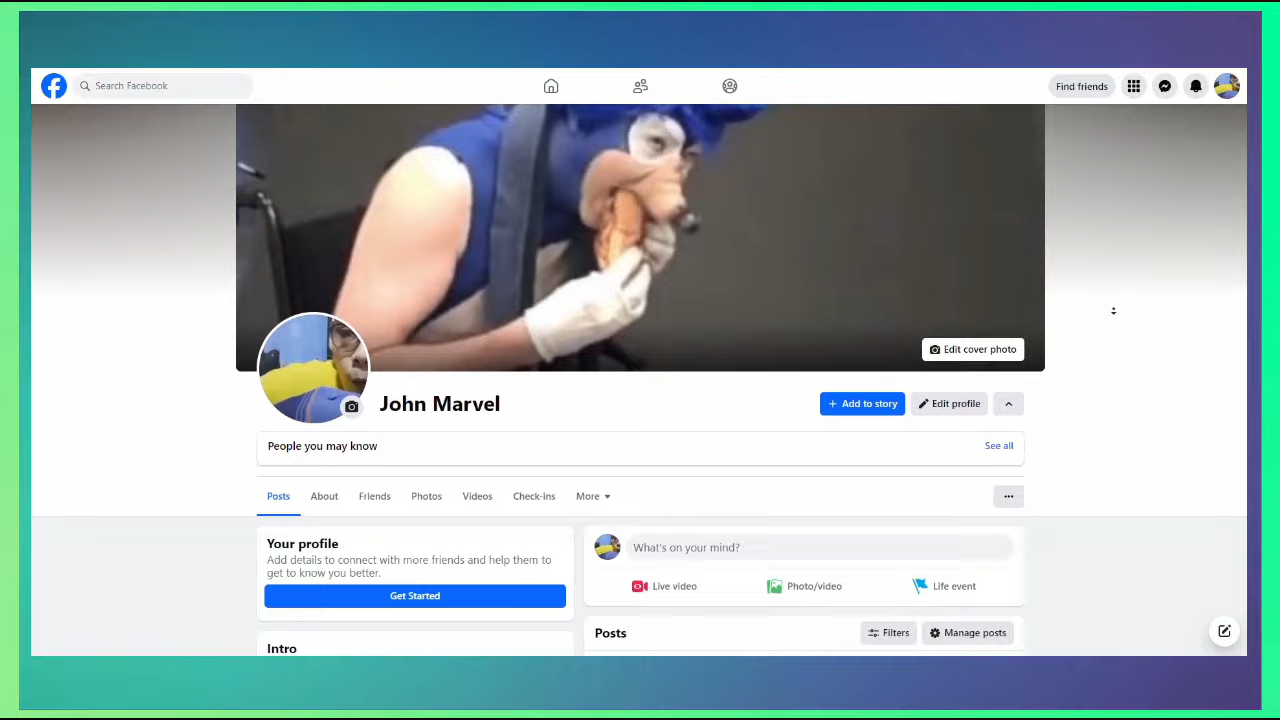 Search Facebook
Find friends
Edit cover photo
John Marvel
Add to story
Edit profile
People you may know
See all
Posts
About
Friends
Photos
Videos
Check-ins
More
Your profile
Add details to connect with more friends and help them to
get to know you better.
Get Started
What's on your mind?
Live video
Photo/video
Life event
Posts
Filters
Manage posts
Intro